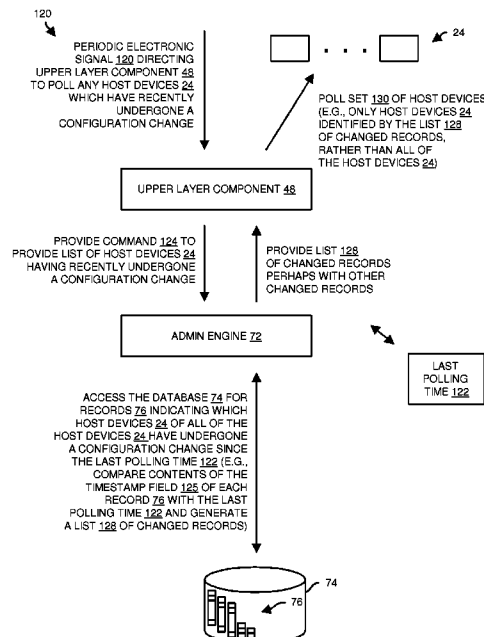 120
PERIODIC ELECTRONIC
SIGNAL 120 DIRECTING
UPPER LAYER COMPONENT 48
TO POLL ANY HOST DEVICES 24
WHICH HAVE RECENTLY
UNDERGONE A
CONFIGURATION CHANGE
. . .
24
POLL SET 130 OF HOST DEVICES
(E.G., ONLY HOST DEVICES 24
IDENTIFIED BY THE LIST 128
OF CHANGED RECORDS,
RATHER THAN ALL OF
THE HOST DEVICES 24)
UPPER LAYER COMPONENT 48
PROVIDE COMMAND 124 TO
PROVIDE LIST OF HOST DEVICES 24
HAVING RECENTLY UNDERGONE
A CONFIGURATION CHANGE
PROVIDE LIST 128
OF CHANGED RECORDS
PERHAPS WITH OTHER
CHANGED RECORDS
ADMIN ENGINE 72
LAST
POLLING
TIME 122
ACCESS THE DATABASE 74 FOR
RECORDS 76 INDICATING WHICH
HOST DEVICES 24 OF ALL OF THE
HOST DEVICES 24 HAVE UNDERGONE
A CONFIGURATION CHANGE SINCE
THE LAST POLLING TIME 122 (E.G.,
COMPARE CONTENTS OF THE
TIMESTAMP FIELD 125 OF EACH
RECORD 76 WITH THE LAST
POLLING TIME 122 AND GENERATE
A LIST 128 OF CHANGED RECORDS)
74
76